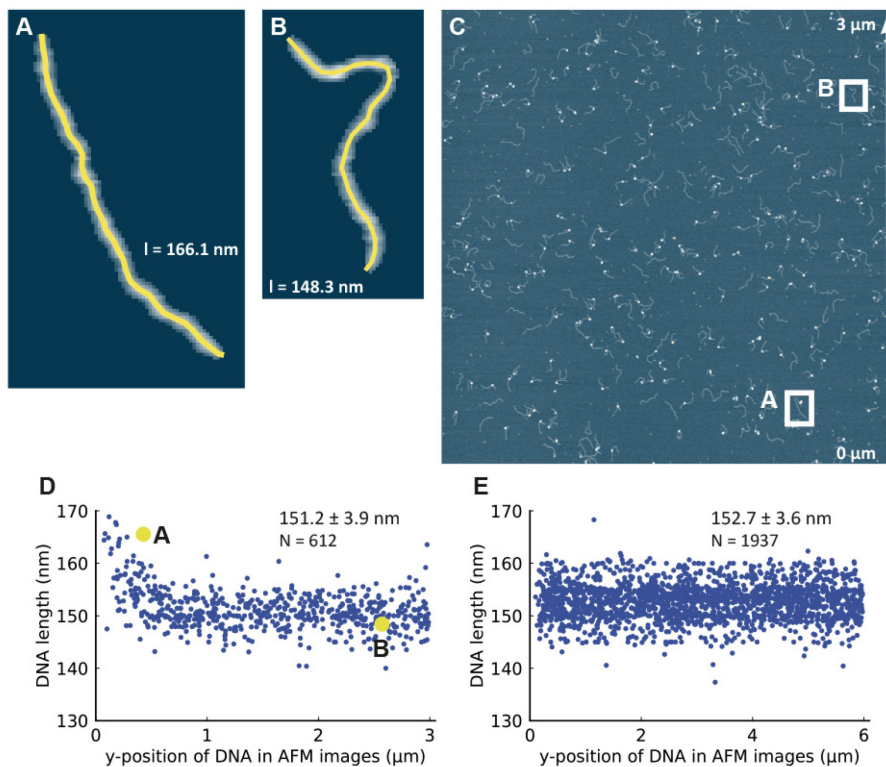 A
l = 166.1 nm
B
l = 148.3 nm
C
3 µm
B
A
0 µm
D
151.2 ± 3.9 nm
N = 612
A
B
DNA length (nm)
170
160
150
140
130
0 1 2 3
y-position of DNA in AFM images (µm)
E
152.7 ± 3.6 nm
N = 1937
DNA length (nm)
170
160
150
140
130
0 2 4 6
y-position of DNA in AFM images (µm)